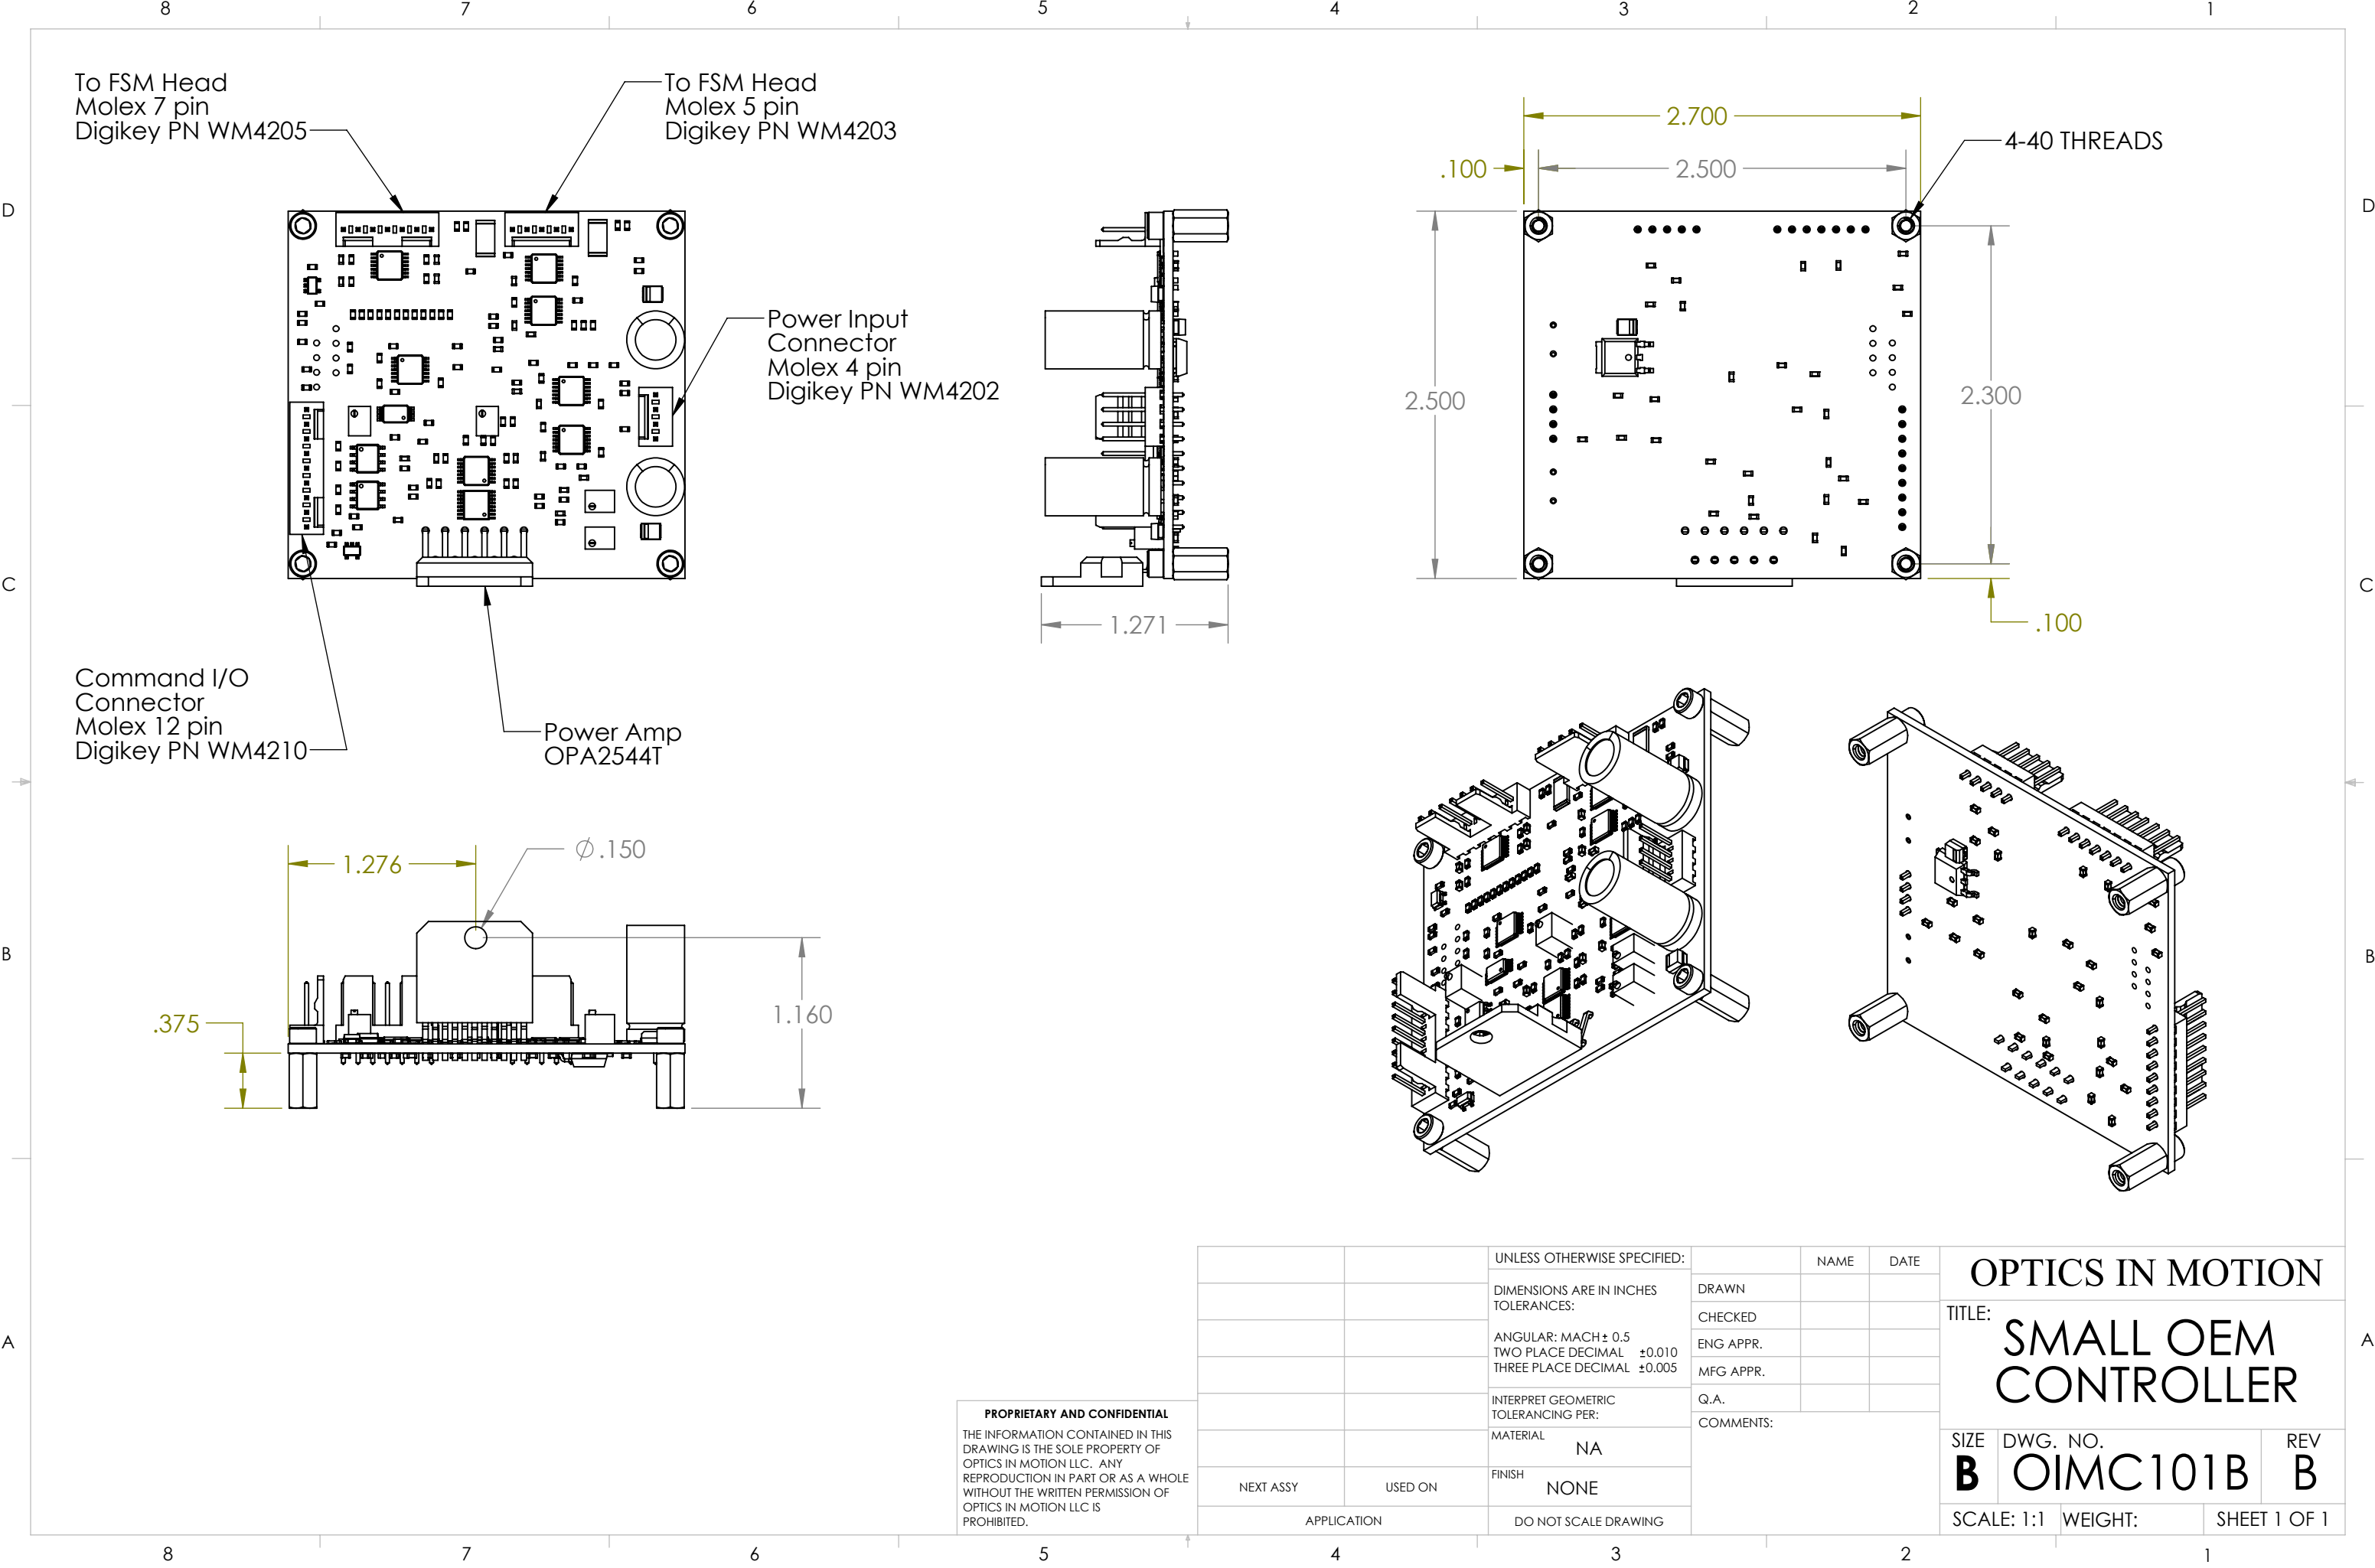 8 7 6 5 4 3 2 1
To FSM Head
Molex 7 pin
Digikey PN WM4205
To FSM Head
Molex 5 pin
Digikey PN WM4203
2.700
4-40 THREADS
.100
2.500
D
D
Power Input
Connector
Molex 4 pin
Digikey PN WM4202
2.500
2.300
C
C
1.271
.100
Command I/O
Connector
Molex 12 pin
Digikey PN WM4210
Power Amp
OPA2544T
1.276
∅.150
B
B
.375
1.160
A
A
PROPRIETARY AND CONFIDENTIAL
THE INFORMATION CONTAINED IN THIS
DRAWING IS THE SOLE PROPERTY OF
OPTICS IN MOTION LLC. ANY
REPRODUCTION IN PART OR AS A WHOLE
WITHOUT THE WRITTEN PERMISSION OF
OPTICS IN MOTION LLC IS
PROHIBITED.
NEXT ASSY
USED ON
APPLICATION
UNLESS OTHERWISE SPECIFIED:
DIMENSIONS ARE IN INCHES
TOLERANCES:
ANGULAR: MACH± 0.5
TWO PLACE DECIMAL ±0.010
THREE PLACE DECIMAL ±0.005
INTERPRET GEOMETRIC
TOLERANCING PER:
MATERIAL
NA
FINISH
NONE
DO NOT SCALE DRAWING
NAME
DATE
DRAWN
CHECKED
ENG APPR.
MFG APPR.
Q.A.
COMMENTS:
OPTICS IN MOTION
TITLE:
SMALL OEM
CONTROLLER
SIZE
B
DWG. NO.
OIMC101B
REV
B
SCALE: 1:1
WEIGHT:
SHEET 1 OF 1
8 7 6 5 4 3 2 1